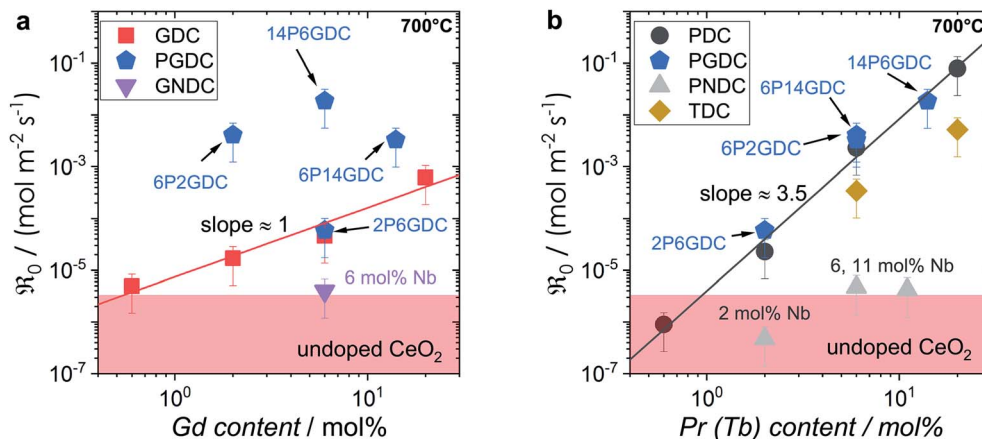 a
700°C
GDC
PGDC
GNDC
14P6GDC
6P2GDC
6P14GDC
slope ≈ 1
2P6GDC
6 mol% Nb
undoped CeO₂
10⁻¹
10⁻³
10⁻⁵
10⁻⁷
ℜ₀ / (mol m⁻² s⁻¹)
10⁰
10¹
Gd content / mol%
b
700°C
PDC
PGDC
PNDC
TDC
14P6GDC
6P14GDC
6P2GDC
slope ≈ 3.5
2P6GDC
6, 11 mol% Nb
2 mol% Nb
undoped CeO₂
10⁻¹
10⁻³
10⁻⁵
10⁻⁷
ℜ₀ / (mol m⁻² s⁻¹)
10⁰
10¹
Pr (Tb) content / mol%